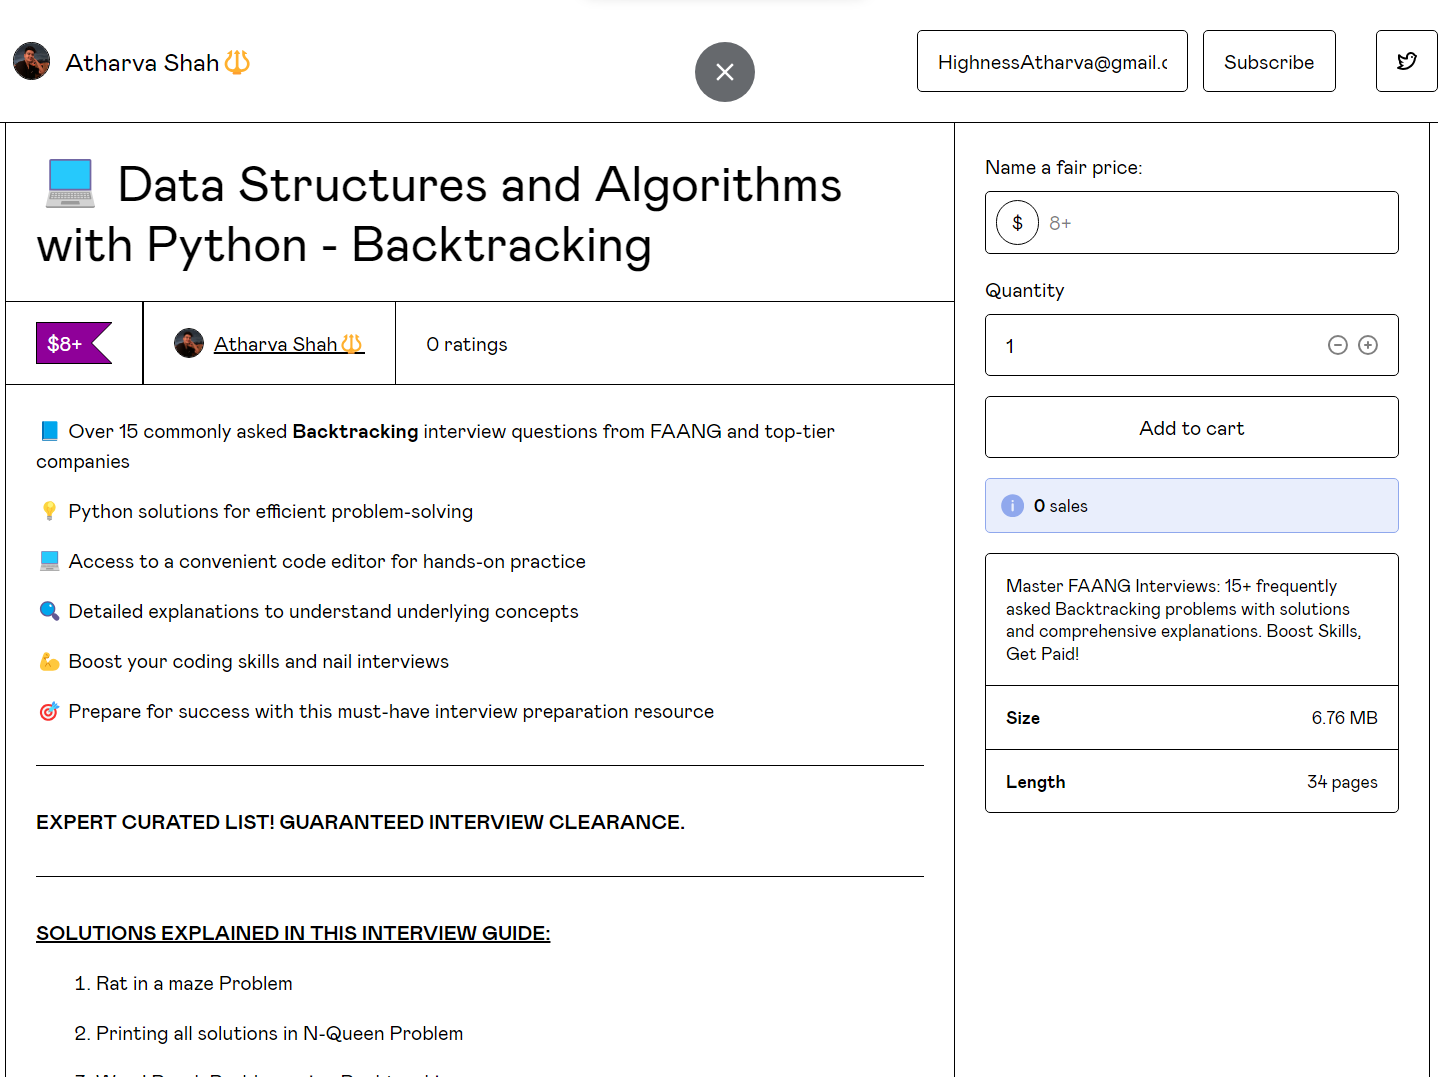 Atharva Shah
HighnessAtharva@gmail.c
Subscribe
Data Structures and Algorithms
with Python - Backtracking
$8+
Atharva Shah
0 ratings
Over 15 commonly asked Backtracking interview questions from FAANG and top-tier
companies
Python solutions for efficient problem-solving
Access to a convenient code editor for hands-on practice
Detailed explanations to understand underlying concepts
Boost your coding skills and nail interviews
Prepare for success with this must-have interview preparation resource
EXPERT CURATED LIST! GUARANTEED INTERVIEW CLEARANCE.
SOLUTIONS EXPLAINED IN THIS INTERVIEW GUIDE:
1. Rat in a maze Problem
2. Printing all solutions in N-Queen Problem
Name a fair price:
$ 8+
Quantity
1
Add to cart
0 sales
Master FAANG Interviews: 15+ frequently
asked Backtracking problems with solutions
and comprehensive explanations. Boost Skills,
Get Paid!
Size 6.76 MB
Length 34 pages